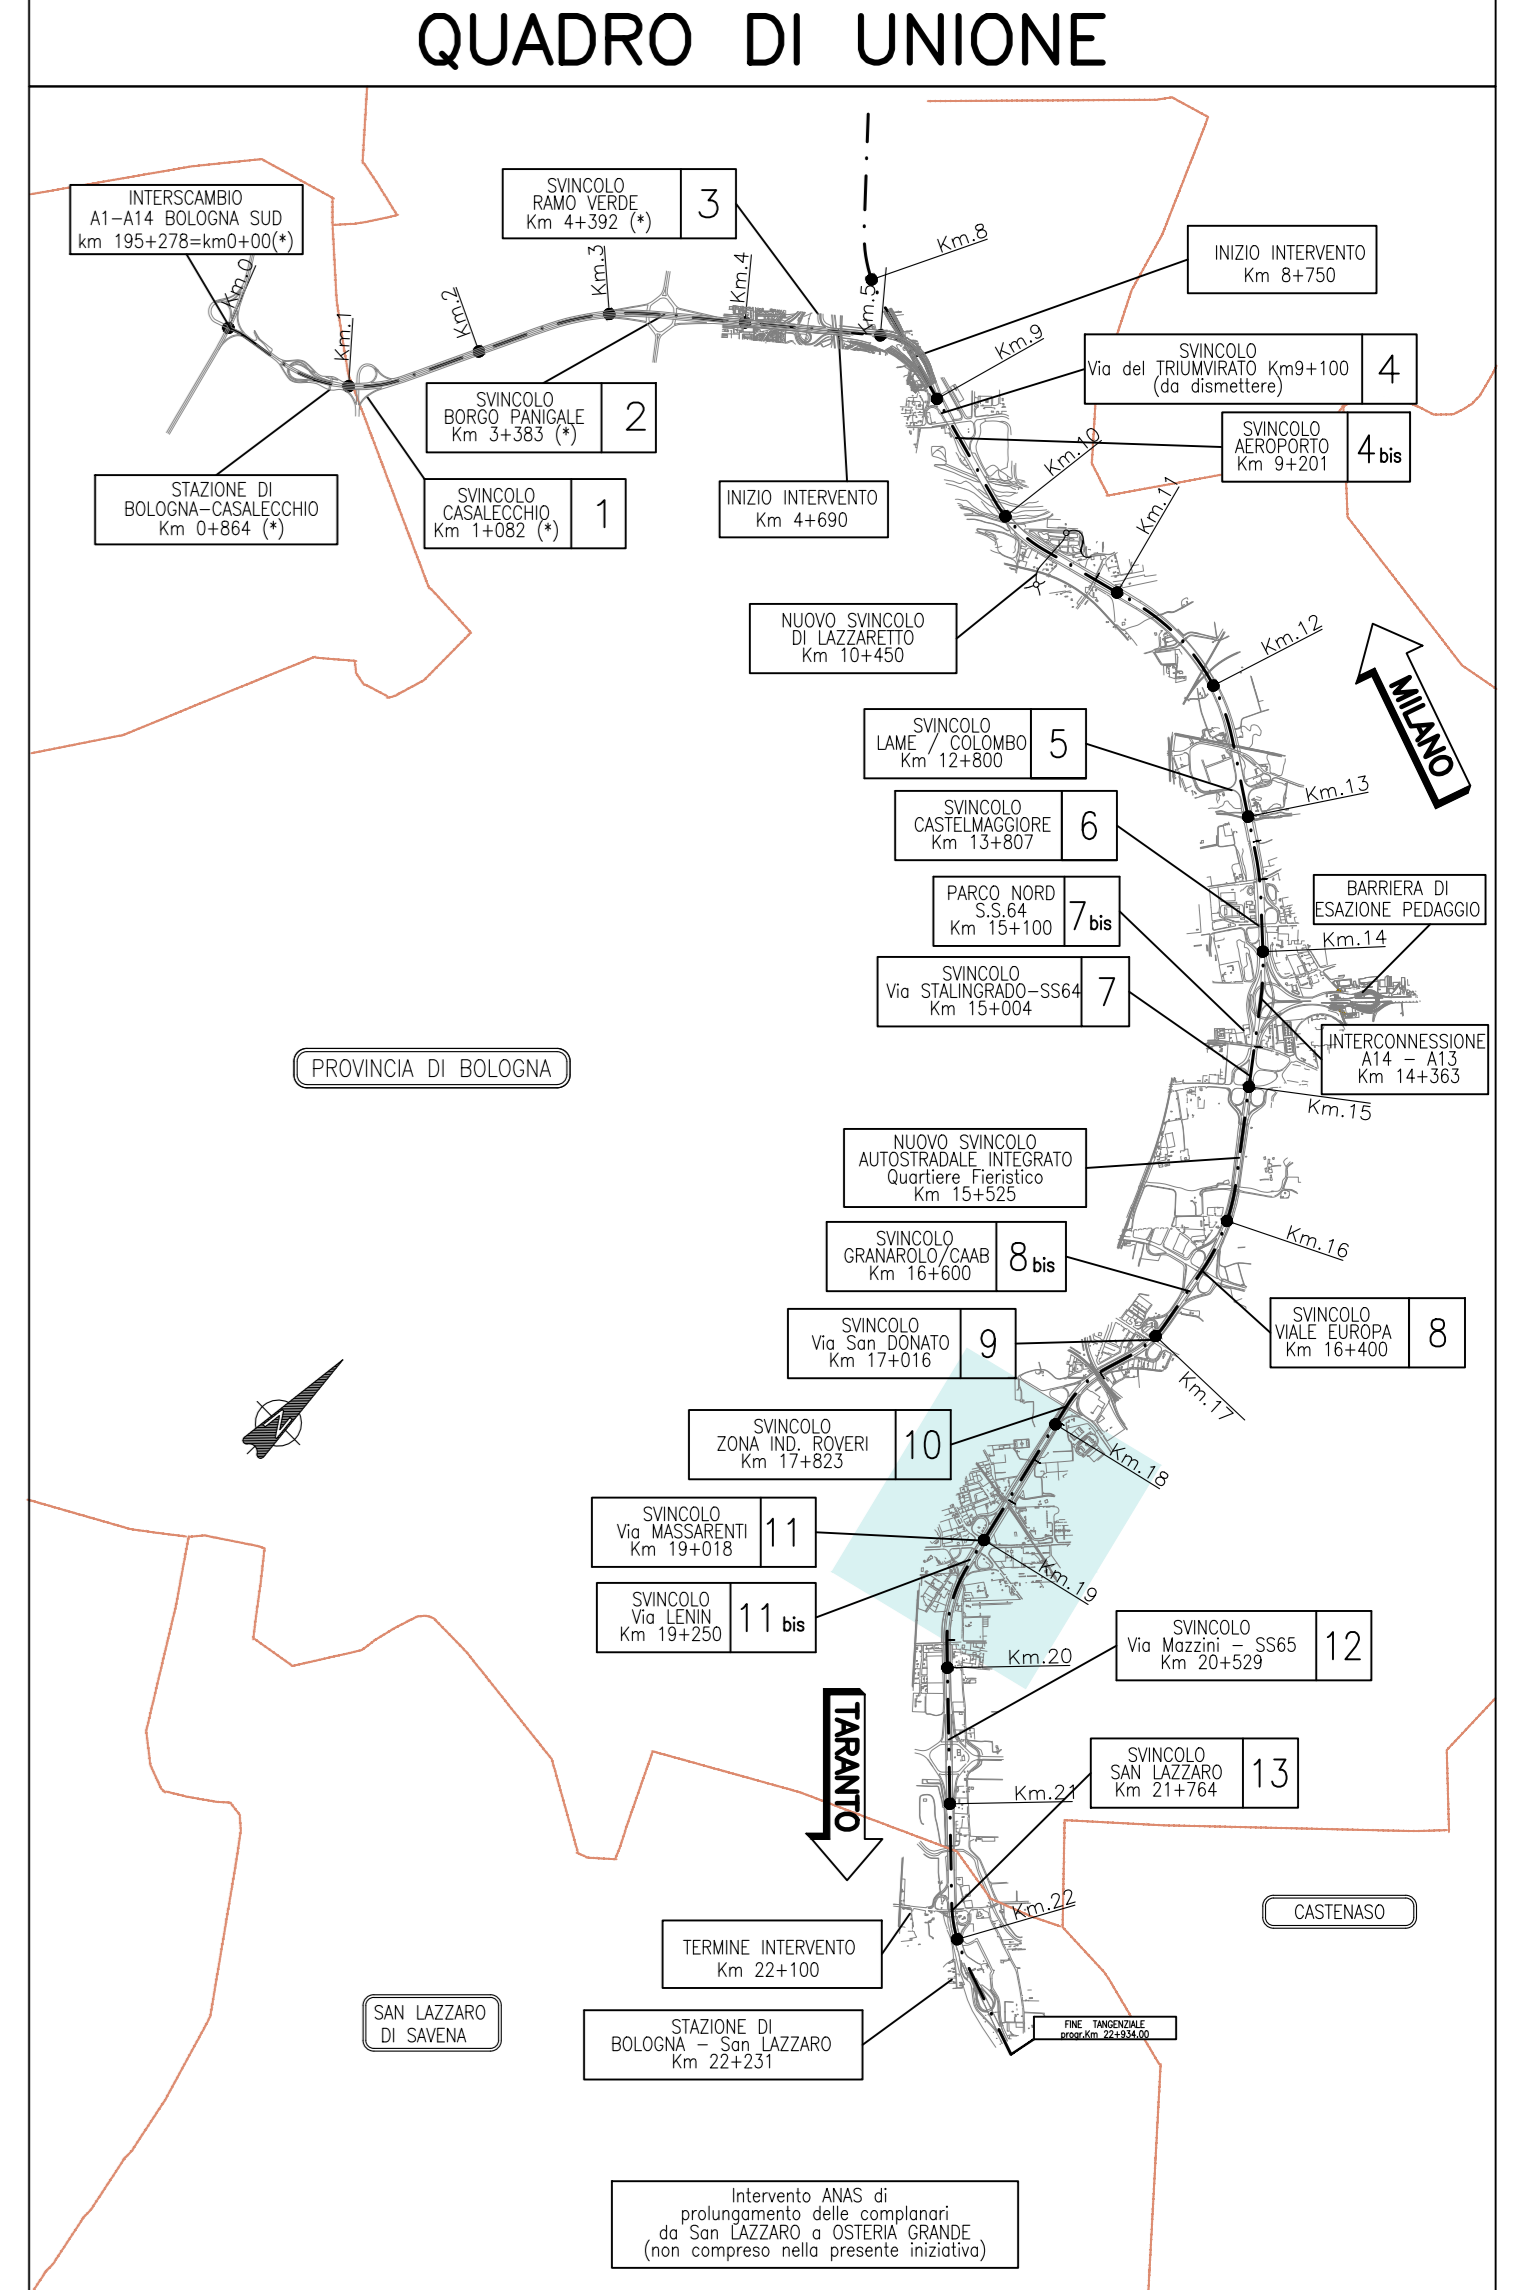 QUADRO DI UNIONE
INTERSCAMBIO
A1-A14 BOLOGNA SUD
km 195+278=km0+00(*)
SVINCOLO
RAMO VERDE
Km 4+392 (*)
3
Km.0
Km.1
Km.2
Km.3
Km.4
Km.5
Km.8
INIZIO INTERVENTO
Km 8+750
Km.9
SVINCOLO
Via del TRIUMVIRATO Km9+100
(da dismettere)
4
SVINCOLO
AEROPORTO
Km 9+201
4 bis
SVINCOLO
BORGO PANIGALE
Km 3+383 (*)
2
STAZIONE DI
BOLOGNA-CASALECCHIO
Km 0+864 (*)
SVINCOLO
CASALECCHIO
Km 1+082 (*)
1
INIZIO INTERVENTO
Km 4+690
Km.10
Km.11
NUOVO SVINCOLO
DI LAZZARETTO
Km 10+450
Km.12
MILANO
SVINCOLO
LAME / COLOMBO
Km 12+800
5
Km.13
SVINCOLO
CASTELMAGGIORE
Km 13+807
6
PARCO NORD
S.S.64
Km 15+100
7 bis
BARRIERA DI
ESAZIONE PEDAGGIO
Km.14
SVINCOLO
Via STALINGRADO-SS64
Km 15+004
7
INTERCONNESSIONE
A14 - A13
Km 14+363
PROVINCIA DI BOLOGNA
Km.15
NUOVO SVINCOLO
AUTOSTRADALE INTEGRATO
Quartiere Fieristico
Km 15+525
Km.16
SVINCOLO
GRANAROLO/CAAB
Km 16+600
8 bis
SVINCOLO
VIALE EUROPA
Km 16+400
8
SVINCOLO
Via San DONATO
Km 17+016
9
Km.17
N
SVINCOLO
ZONA IND. ROVERI
Km 17+823
10
Km.18
SVINCOLO
Via MASSARENTI
Km 19+018
11
Km.19
SVINCOLO
Via LENIN
Km 19+250
11 bis
SVINCOLO
Via Mazzini - SS65
Km 20+529
12
Km.20
TARANTO
SVINCOLO
SAN LAZZARO
Km 21+764
13
Km.21
Km.22
CASTENASO
TERMINE INTERVENTO
Km 22+100
SAN LAZZARO
DI SAVENA
STAZIONE DI
BOLOGNA - San LAZZARO
Km 22+231
FINE TANGENZIALE
progr.Km 22+934.00
Intervento ANAS di
prolungamento delle complanari
da San LAZZARO a OSTERIA GRANDE
(non compreso nella presente iniziativa)